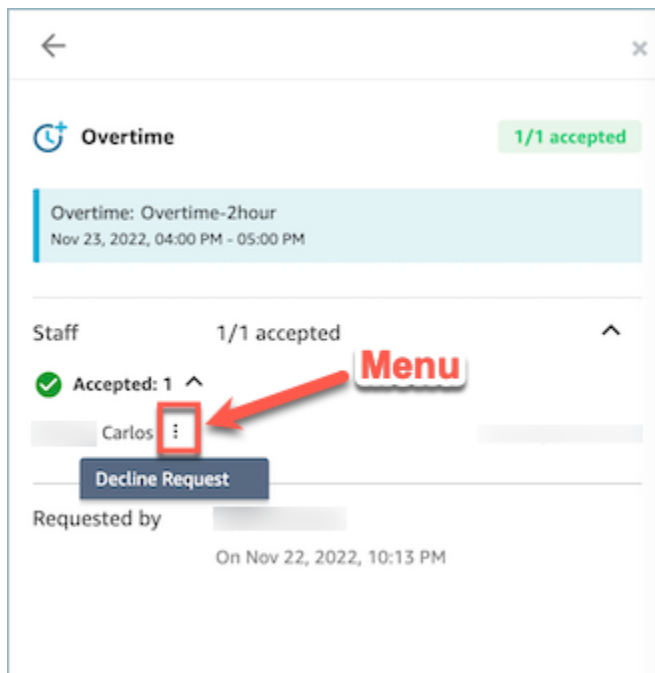 Overtime
1/1 accepted
Overtime: Overtime-2hour
Nov 23, 2022, 04:00 PM - 05:00 PM
Staff 1/1 accepted
Menu
Accepted: 1
Carlos
Decline Request
Requested by
On Nov 22, 2022, 10:13 PM